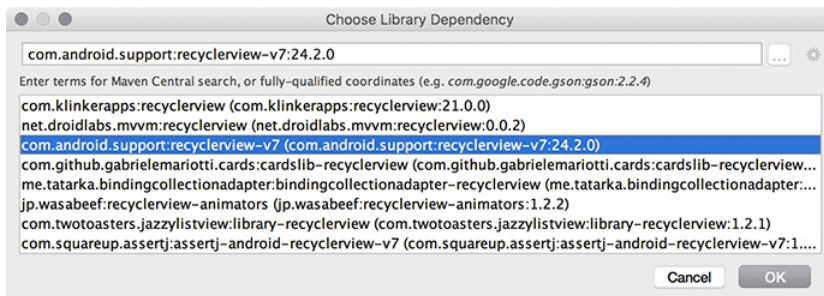 Choose Library Dependency
com.android.support:recyclerview-v7:24.2.0
...
Enter terms for Maven Central search, or fully-qualified coordinates (e.g. com.google.code.gson:gson:2.2.4)
com.klinkerapps:recyclerview (com.klinkerapps:recyclerview:21.0.0)
net.droidlabs.mvvm:recyclerview (net.droidlabs.mvvm:recyclerview:0.0.2)
com.android.support:recyclerview-v7 (com.android.support:recyclerview-v7:24.2.0)
com.github.gabrielemariotti.cards:cardslib-recyclerview (com.github.gabrielemariotti.cards:cardslib-recyclerview...
me.tatarka.bindingcollectionadapter:bindingcollectionadapter-recyclerview (me.tatarka.bindingcollectionadapter:...
jp.wasabeef:recyclerview-animators (jp.wasabeef:recyclerview-animators:1.2.2)
com.twotoasters.jazzylistview:library-recyclerview (com.twotoasters.jazzylistview:library-recyclerview:1.2.1)
com.squareup.assertj:assertj-android-recyclerview-v7 (com.squareup.assertj:assertj-android-recyclerview-v7:1....
Cancel OK